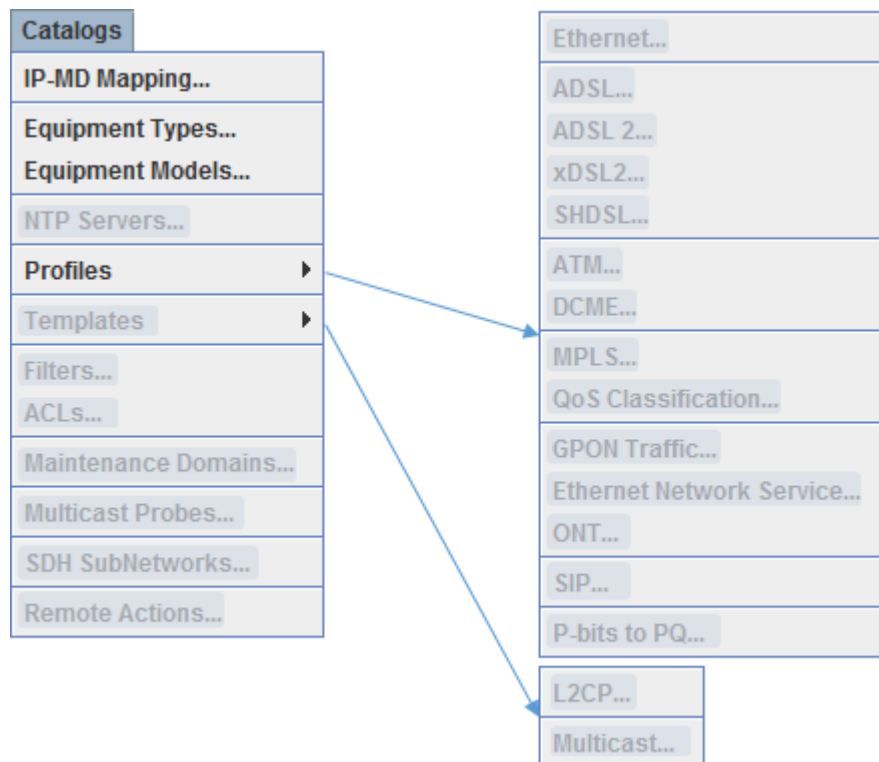 Catalogs
IP-MD Mapping...
Equipment Types...
Equipment Models...
NTP Servers...
Profiles
Templates
Filters...
ACLs...
Maintenance Domains...
Multicast Probes...
SDH SubNetworks...
Remote Actions...
Ethernet...
ADSL...
ADSL 2...
xDSL2...
SHDSL...
ATM...
DCME...
MPLS...
QoS Classification...
GPON Traffic...
Ethernet Network Service...
ONT...
SIP...
P-bits to PQ...
L2CP...
Multicast...